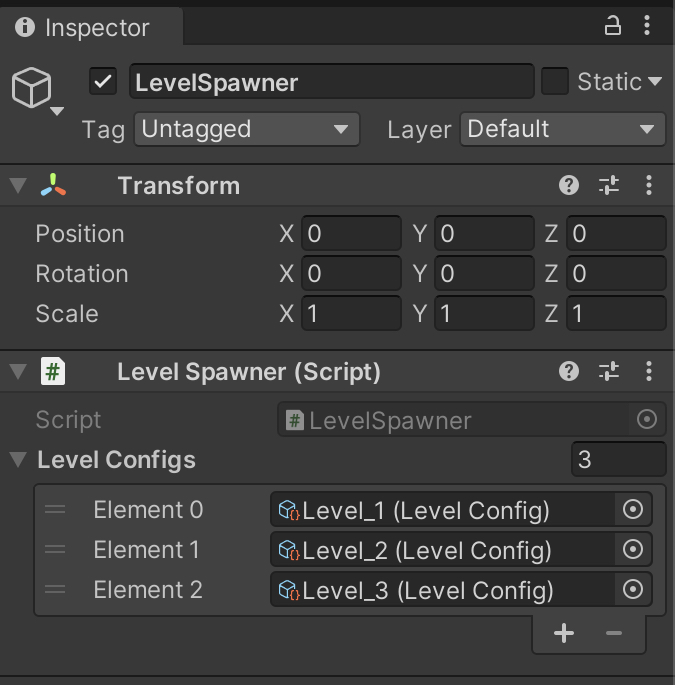 Inspector
LevelSpawner Static
Tag Untagged Layer Default
Transform
Position X 0 Y 0 Z 0
Rotation X 0 Y 0 Z 0
Scale X 1 Y 1 Z 1
# Level Spawner (Script)
Script # LevelSpawner
Level Configs 3
Element 0 Level_1 (Level Config)
Element 1 Level_2 (Level Config)
Element 2 Level_3 (Level Config)